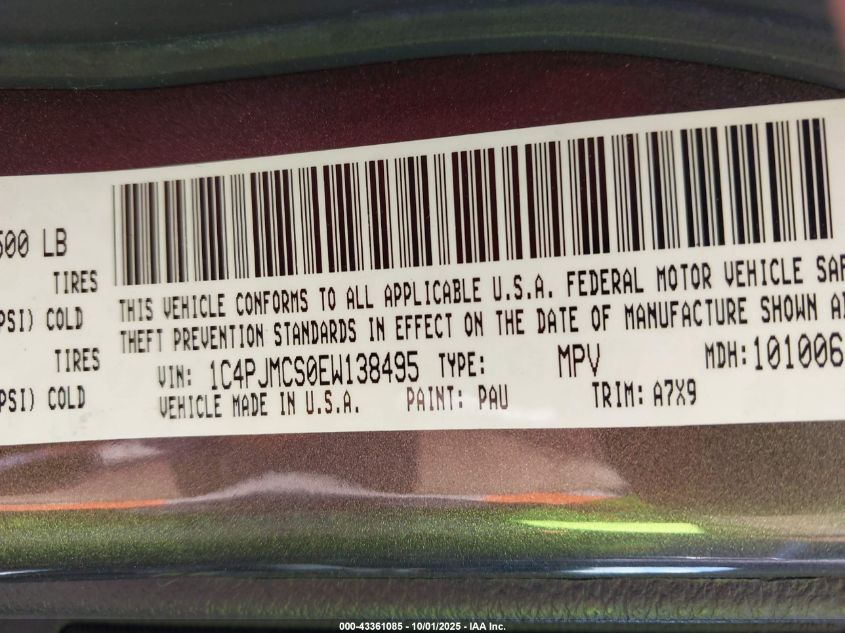 500 LB
TIRES
PSI) COLD
TIRES
PSI) COLD
THIS VEHICLE CONFORMS TO ALL APPLICABLE U.S.A. FEDERAL MOTOR VEHICLE SAF
THEFT PREVENTION STANDARDS IN EFFECT ON THE DATE OF MANUFACTURE SHOWN A
VIN: 1C4PJMCS0EW138495 TYPE: MPV MDH: 101006
VEHICLE MADE IN U.S.A. PAINT: PAU TRIM: A7X9
000-43361085 - 10/01/2025 - IAA Inc.